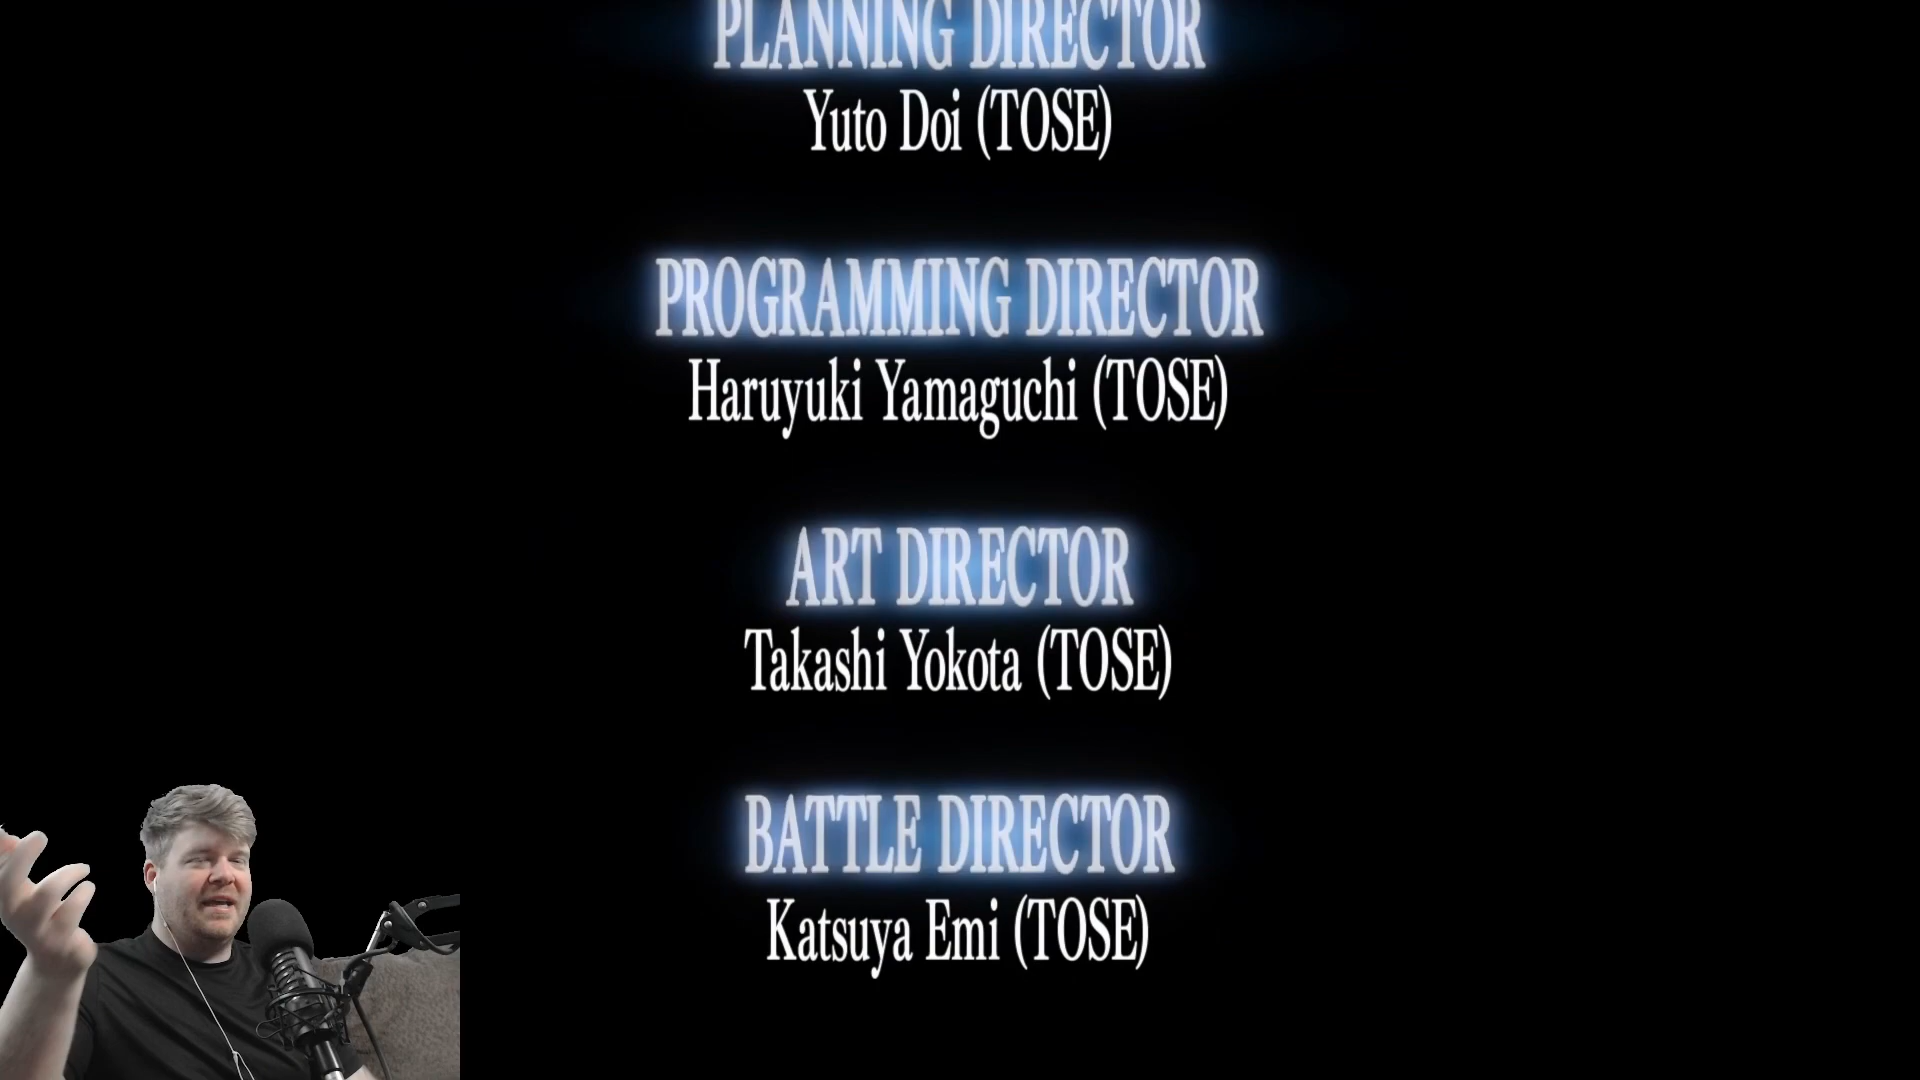 PLANNING DIRECTOR
Yuto Doi (TOSE)
PROGRAMMING DIRECTOR
Haruyuki Yamaguchi (TOSE)
ART DIRECTOR
Takashi Yokota (TOSE)
BATTLE DIRECTOR
Katsuya Emi (TOSE)